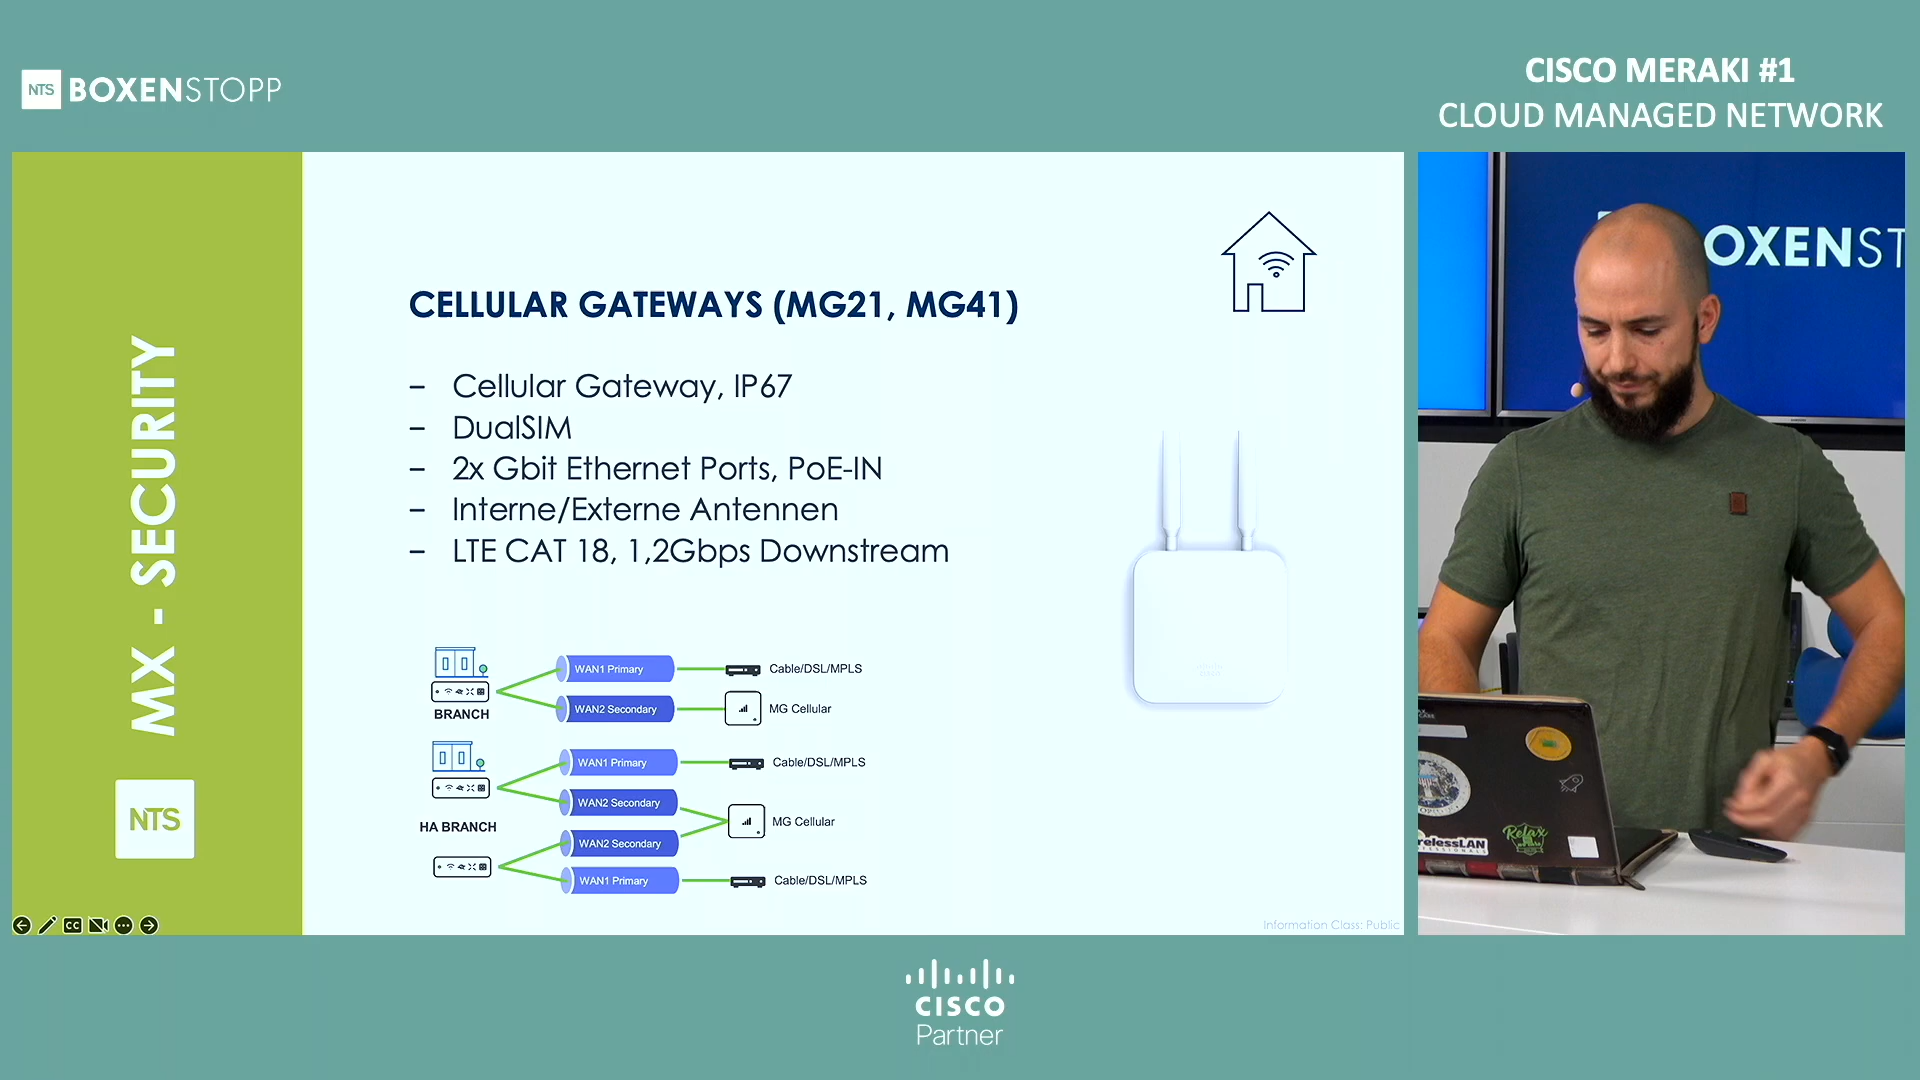 NTS BOXENSTOPP
CISCO MERAKI #1
CLOUD MANAGED NETWORK
MX - SECURITY
NTS
CELLULAR GATEWAYS (MG21, MG41)
– Cellular Gateway, IP67
– DualSIM
– 2x Gbit Ethernet Ports, PoE-IN
– Interne/Externe Antennen
– LTE CAT 18, 1,2Gbps Downstream
WAN1 Primary
Cable/DSL/MPLS
WAN2 Secondary
MG Cellular
BRANCH
WAN1 Primary
Cable/DSL/MPLS
WAN2 Secondary
MG Cellular
HA BRANCH
WAN2 Secondary
WAN1 Primary
Cable/DSL/MPLS
CC
Information Class: Public
OXENST
Relax
relessLAN
CISCO
Partner